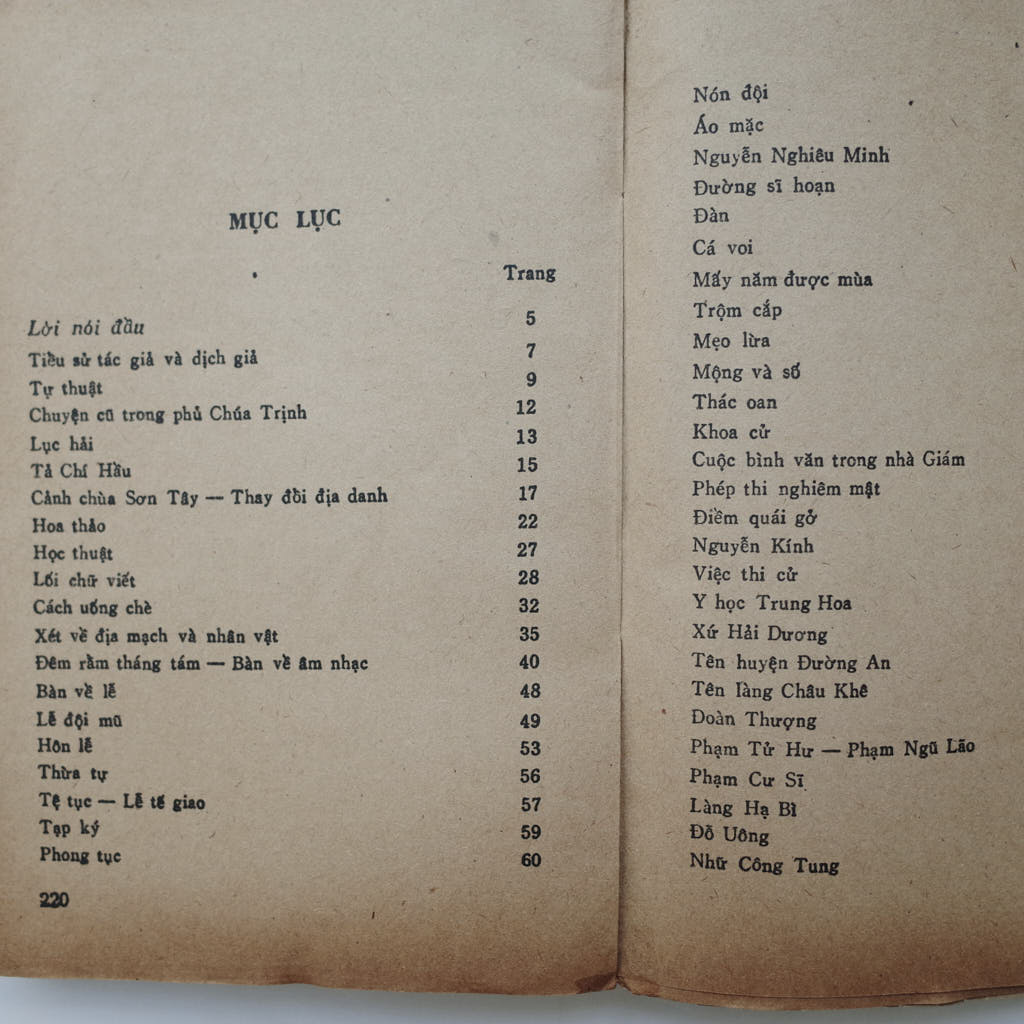 MỤC LỤC
Trang
Lời nói đầu 5
Tiểu sử tác giả và dịch giả 7
Tự thuật 9
Chuyện cũ trong phủ Chúa Trịnh 12
Lục hải 13
Tả Chí Hầu 15
Cảnh chùa Sơn Tây — Thay đổi địa danh 17
Hoa thảo 22
Học thuật 27
Lối chữ viết 28
Cách uống chè 32
Xét về địa mạch và nhân vật 35
Đêm rằm tháng tám — Bàn về âm nhạc 40
Bàn về lễ 48
Lễ đội mũ 49
Hôn lễ 53
Thừa tự 56
Tệ tục — Lễ tế giao 57
Tạp ký 59
Phong tục 60
220
Nón đội
Áo mặc
Nguyễn Nghiêu Minh
Đường sĩ hoạn
Đàn
Cá voi
Mấy năm được mùa
Trộm cắp
Mẹo lừa
Mộng và số
Thác oan
Khoa cử
Cuộc bình văn trong nhà Giám
Phép thi nghiêm mật
Điềm quái gở
Nguyễn Kính
Việc thi cử
Y học Trung Hoa
Xứ Hải Dương
Tên huyện Đường An
Tên làng Châu Khê
Đoàn Thượng
Phạm Tử Hư — Phạm Ngũ Lão
Phạm Cư Sĩ
Làng Hạ Bì
Đỗ Uông
Nhữ Công Tung